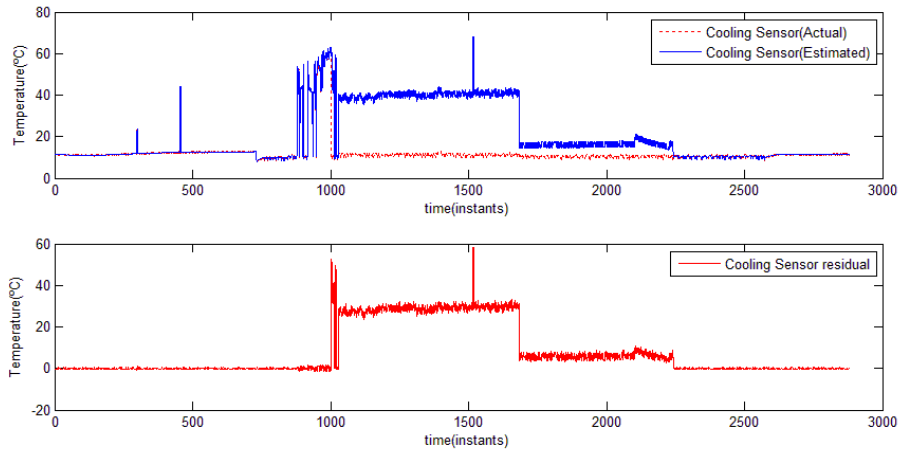 80
60
40
20
0
Temperature(ºC)
Cooling Sensor(Actual)
Cooling Sensor(Estimated)
0 500 1000 1500 2000 2500 3000
time(instants)
60
40
20
0
-20
Temperature(ºC)
Cooling Sensor residual
0 500 1000 1500 2000 2500 3000
time(instants)